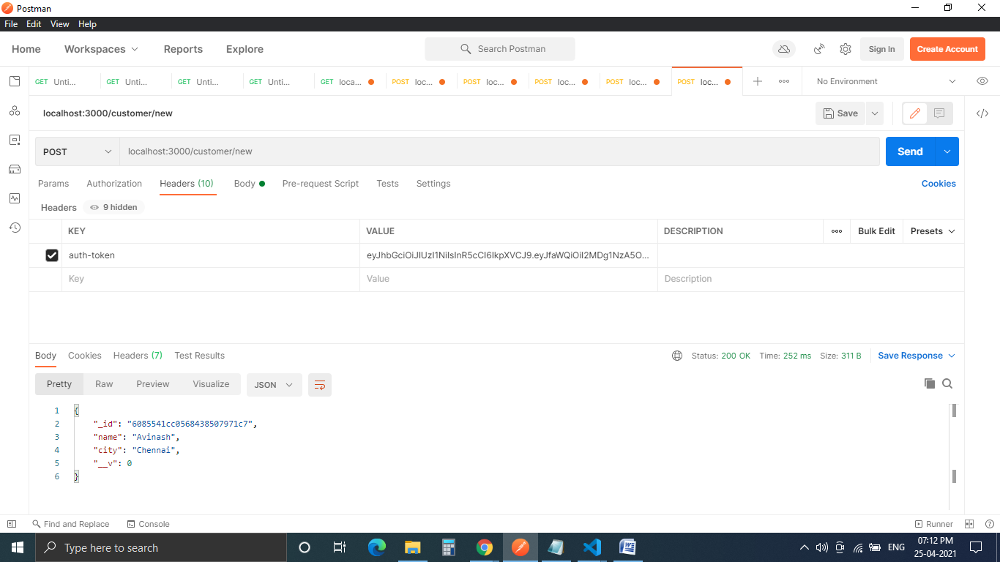 Postman
File Edit View Help
Home Workspaces Reports Explore Search Postman Sign In Create Account
GET Unti... GET Unti... GET Unti... GET Unti... GET loca... POST loc... POST loc... POST loc... POST loc... POST loc... No Environment
localhost:3000/customer/new Save
POST localhost:3000/customer/new Send
Params Authorization Headers (10) Body Pre-request Script Tests Settings Cookies
Headers 9 hidden
KEY VALUE DESCRIPTION Bulk Edit Presets
auth-token eyJhbGciOiJIUzI1NiIsInR5cCI6IkpXVCJ9.eyJfaWQiOiI2MDg1NzA5O...
Key Value Description
Body Cookies Headers (7) Test Results Status: 200 OK Time: 252 ms Size: 311 B Save Response
Pretty Raw Preview Visualize JSON
1 {
2 "_id": "6085541cc0568438507971c7",
3 "name": "Avinash",
4 "city": "Chennai",
5 "__v": 0
6 }
Find and Replace Console Runner
Type here to search ENG 07:12 PM
25-04-2021